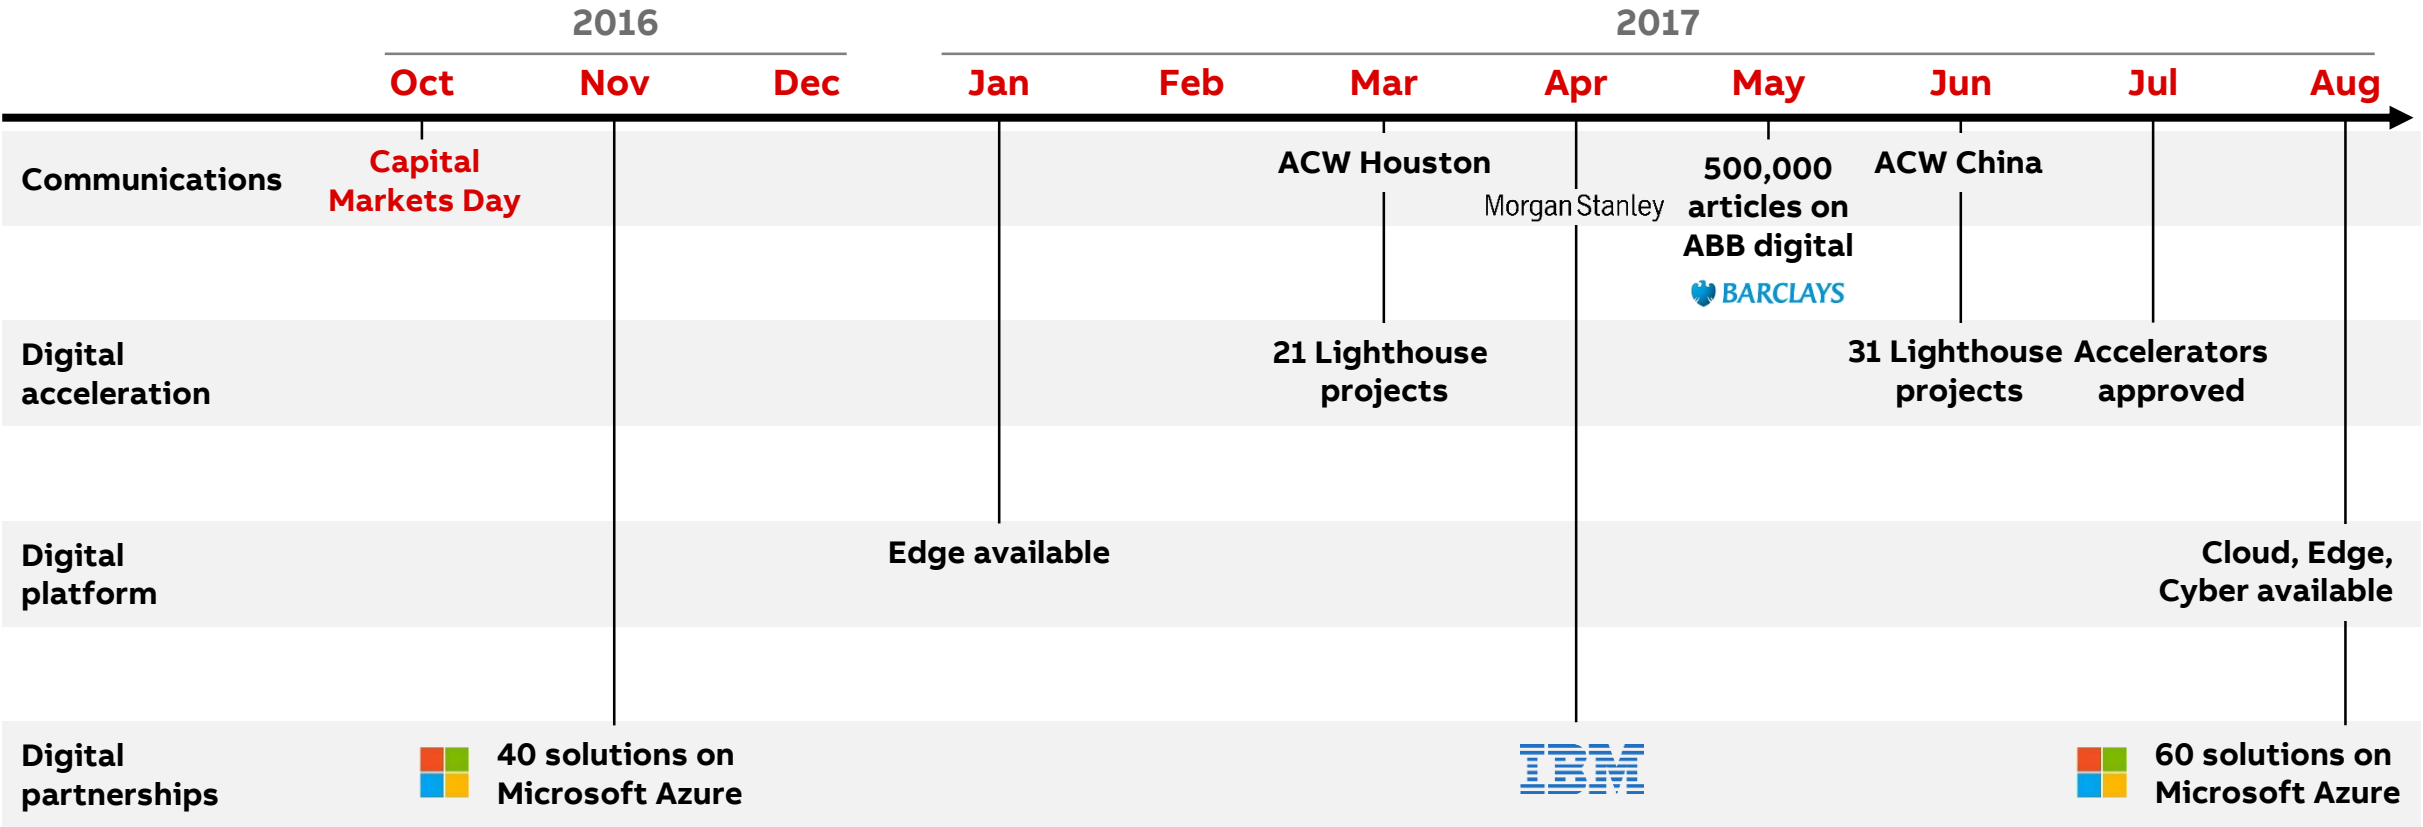 2016
2017
Oct Nov Dec Jan Feb Mar Apr May Jun Jul Aug
Communications
Capital
Markets Day
ACW Houston
Morgan Stanley
500,000
articles on
ABB digital
BARCLAYS
ACW China
Digital
acceleration
21 Lighthouse
projects
31 Lighthouse
projects
Accelerators
approved
Digital
platform
Edge available
Cloud, Edge,
Cyber available
Digital
partnerships
40 solutions on
Microsoft Azure
IBM
60 solutions on
Microsoft Azure